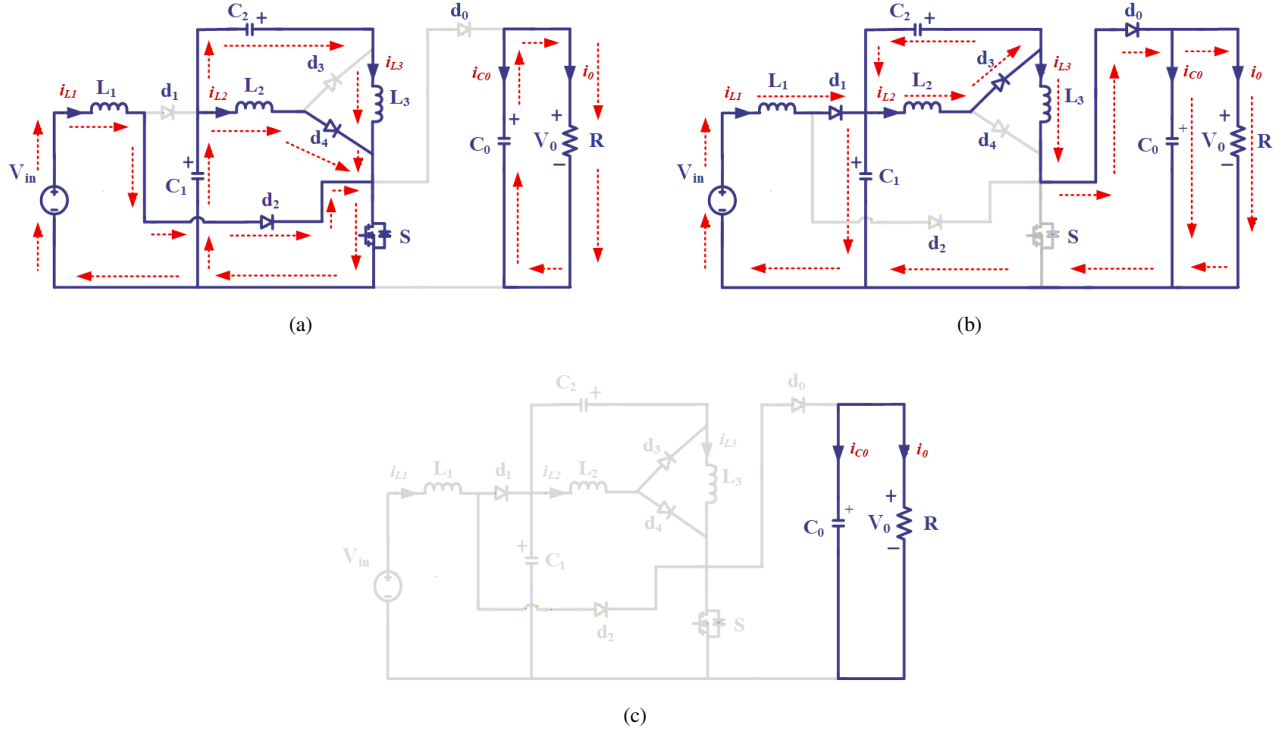 C2 +
d0
d3
iL3
iC0
i0
iL1
L1
d1
iL2
L2
L3
d4
+
+
+
C0
V0
R
Vin
+
C1
−
d2
+
−
S
(a)
C2 +
d0
d3
iL3
iC0
i0
iL1
L1
d1
iL2
L2
L3
d4
+
+
C0
V0
R
Vin
+
C1
−
d2
+
−
S
(b)
C2 +
d0
d3
iL3
iC0
i0
iL1
L1
d1
iL2
L2
L3
d4
+
+
C0
V0
R
Vin
+
C1
−
+
−
d2
S
(c)